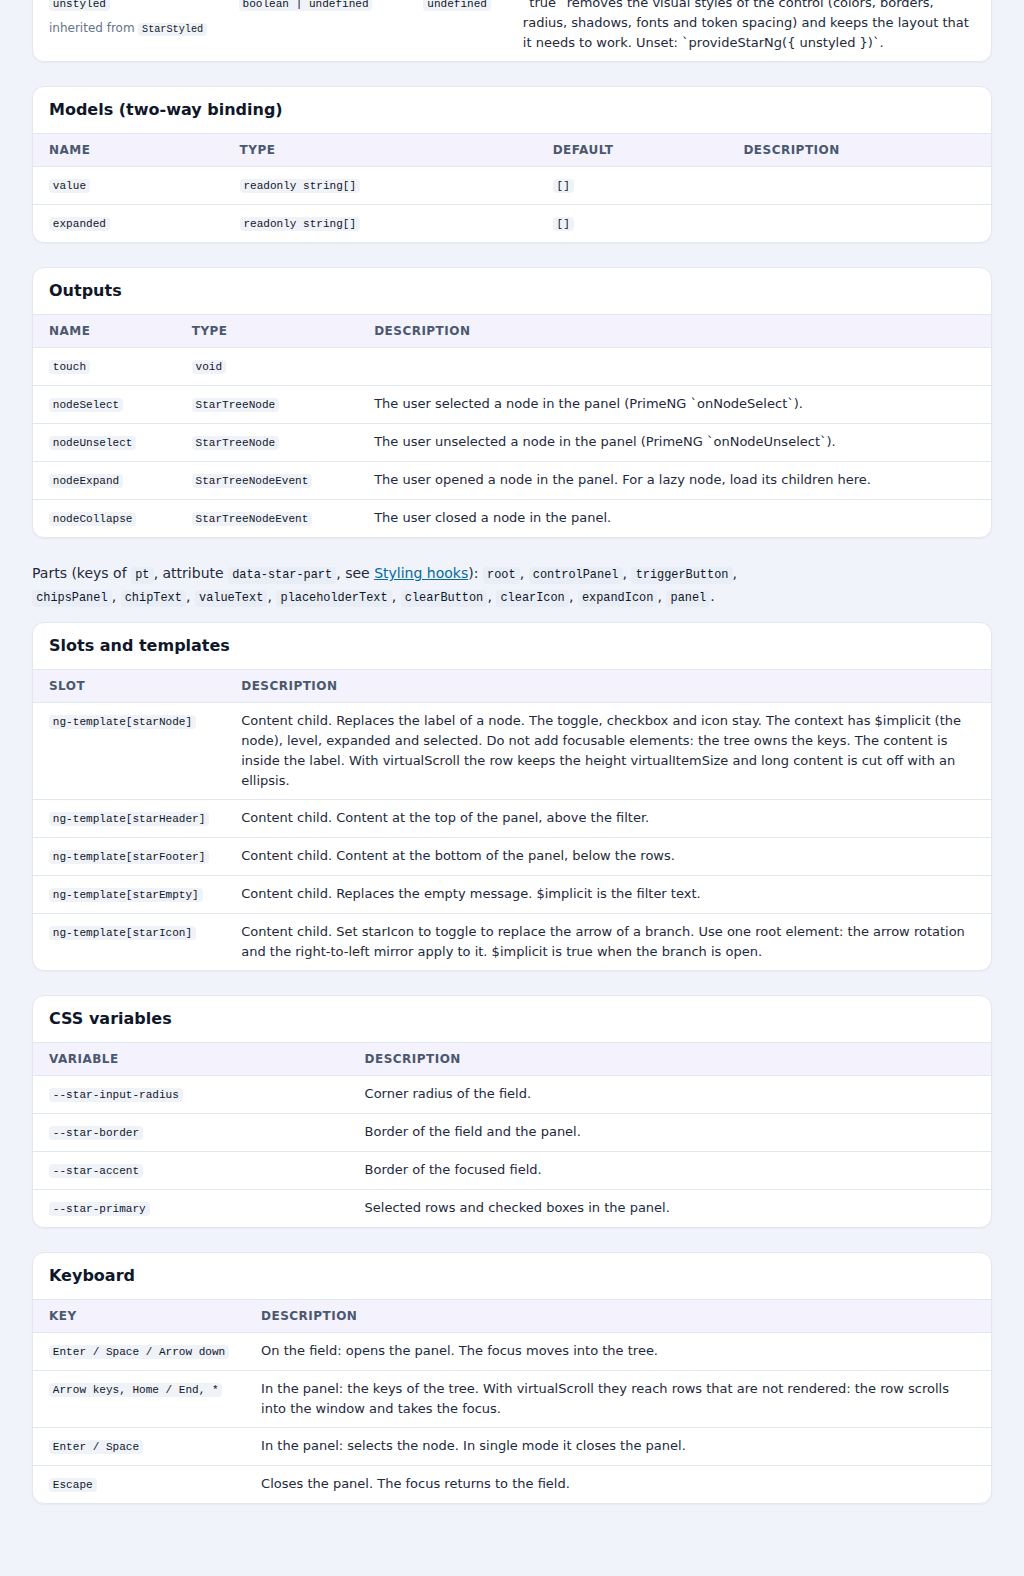 unstyled boolean | undefined undefined `true` removes the visual styles of the control (colors, borders,
inherited from StarStyled radius, shadows, fonts and token spacing) and keeps the layout that
it needs to work. Unset: `provideStarNg({ unstyled })`.
Models (two-way binding)
NAME TYPE DEFAULT DESCRIPTION
value readonly string[] []
expanded readonly string[] []
Outputs
NAME TYPE DESCRIPTION
touch void
nodeSelect StarTreeNode The user selected a node in the panel (PrimeNG `onNodeSelect`).
nodeUnselect StarTreeNode The user unselected a node in the panel (PrimeNG `onNodeUnselect`).
nodeExpand StarTreeNodeEvent The user opened a node in the panel. For a lazy node, load its children here.
nodeCollapse StarTreeNodeEvent The user closed a node in the panel.
Parts (keys of pt, attribute data-star-part, see Styling hooks): root, controlPanel, triggerButton,
chipsPanel, chipText, valueText, placeholderText, clearButton, clearIcon, expandIcon, panel.
Slots and templates
SLOT DESCRIPTION
ng-template[starNode] Content child. Replaces the label of a node. The toggle, checkbox and icon stay. The context has $implicit (the
node), level, expanded and selected. Do not add focusable elements: the tree owns the keys. The content is
inside the label. With virtualScroll the row keeps the height virtualItemSize and long content is cut off with an
ellipsis.
ng-template[starHeader] Content child. Content at the top of the panel, above the filter.
ng-template[starFooter] Content child. Content at the bottom of the panel, below the rows.
ng-template[starEmpty] Content child. Replaces the empty message. $implicit is the filter text.
ng-template[starIcon] Content child. Set starIcon to toggle to replace the arrow of a branch. Use one root element: the arrow rotation
and the right-to-left mirror apply to it. $implicit is true when the branch is open.
CSS variables
VARIABLE DESCRIPTION
--star-input-radius Corner radius of the field.
--star-border Border of the field and the panel.
--star-accent Border of the focused field.
--star-primary Selected rows and checked boxes in the panel.
Keyboard
KEY DESCRIPTION
Enter / Space / Arrow down On the field: opens the panel. The focus moves into the tree.
Arrow keys, Home / End, * In the panel: the keys of the tree. With virtualScroll they reach rows that are not rendered: the row scrolls
into the window and takes the focus.
Enter / Space In the panel: selects the node. In single mode it closes the panel.
Escape Closes the panel. The focus returns to the field.